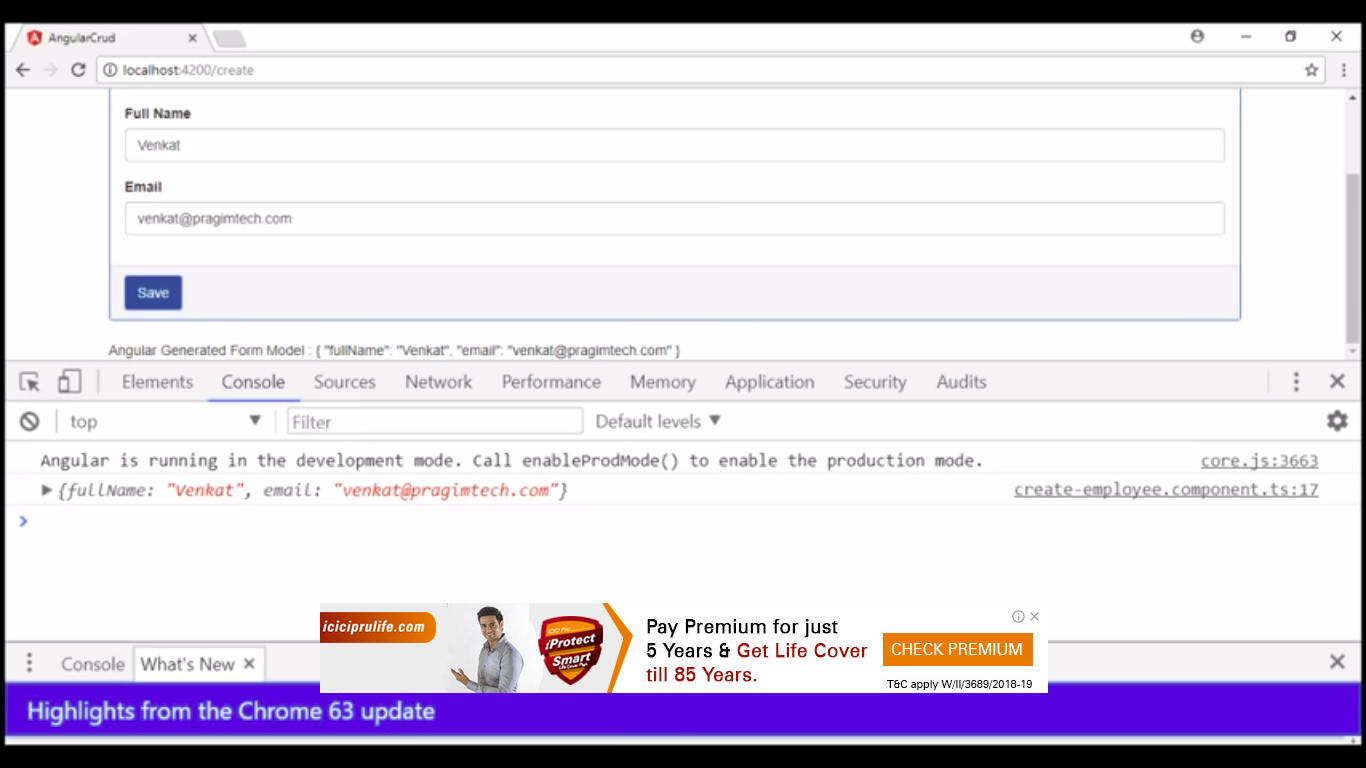 AngularCrud
localhost:4200/create
Full Name
Venkat
Email
venkat@pragimtech.com
Save
Angular Generated Form Model : { "fullName": "Venkat", "email": "venkat@pragimtech.com" }
Elements Console Sources Network Performance Memory Application Security Audits
top Filter Default levels
Angular is running in the development mode. Call enableProdMode() to enable the production mode. core.js:3663
{fullName: "Venkat", email: "venkat@pragimtech.com"} create-employee.component.ts:17
iciciprulife.com
iProtect
Smart
Pay Premium for just
5 Years & Get Life Cover
till 85 Years.
CHECK PREMIUM
T&C apply W/II/3689/2018-19
Console What's New
Highlights from the Chrome 63 update